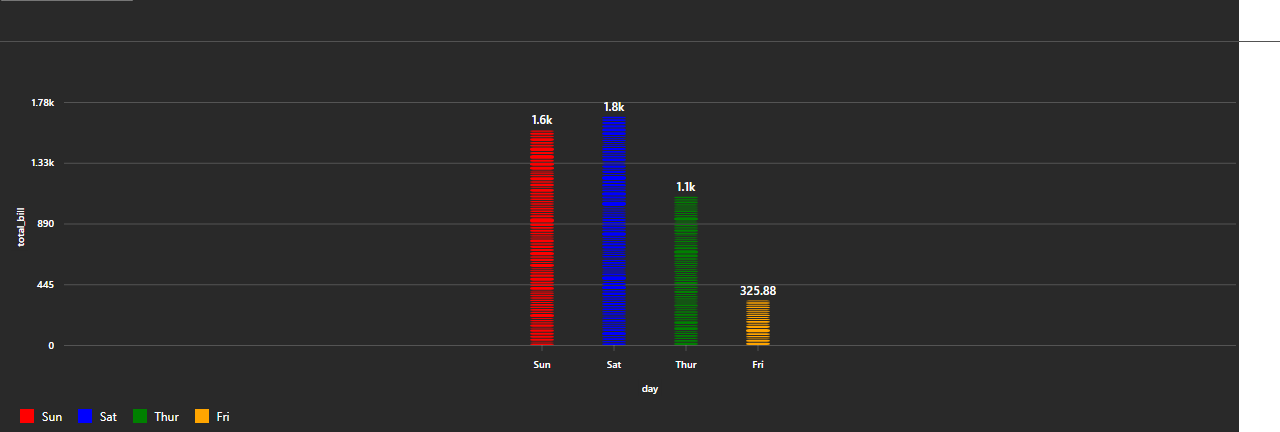 1.78k
1.33k
890
445
0
total_bill
1.6k
1.8k
1.1k
325.88
Sun Sat Thur Fri
day
Sun Sat Thur Fri